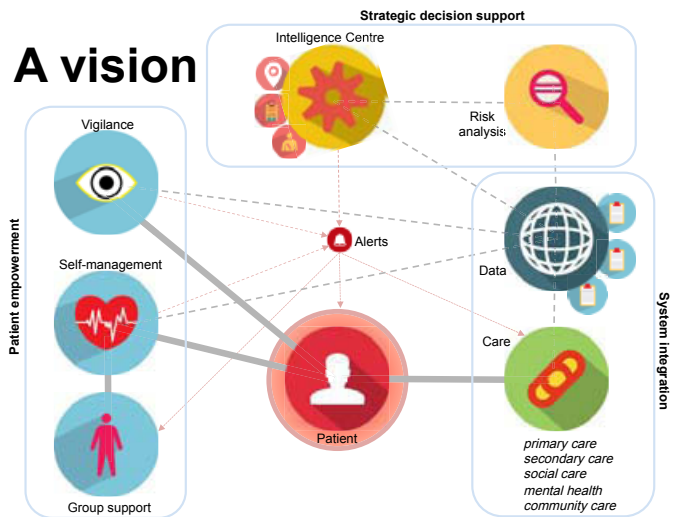 Strategic decision support
A vision
Intelligence Centre
Risk
analysis
Patient empowerment
Vigilance
Alerts
Self-management
Data
System integration
Care
Patient
Group support
primary care
secondary care
social care
mental health
community care